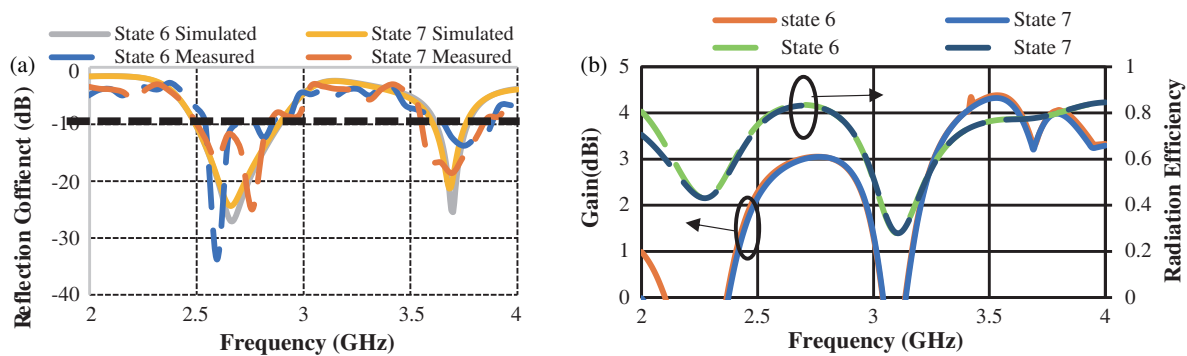 State 6 Simulated
State 7 Simulated
State 6 Measured
State 7 Measured
(a)
Reflection Cofficient (dB)
0
-10
-20
-30
-40
2
2.5
3
3.5
4
Frequency (GHz)
state 6
State 7
State 6
State 7
(b)
Gain(dBi)
5
4
3
2
1
0
1
0.8
0.6
0.4
0.2
0
Radiation Efficiency
2
2.5
3
3.5
4
Frequency (GHz)